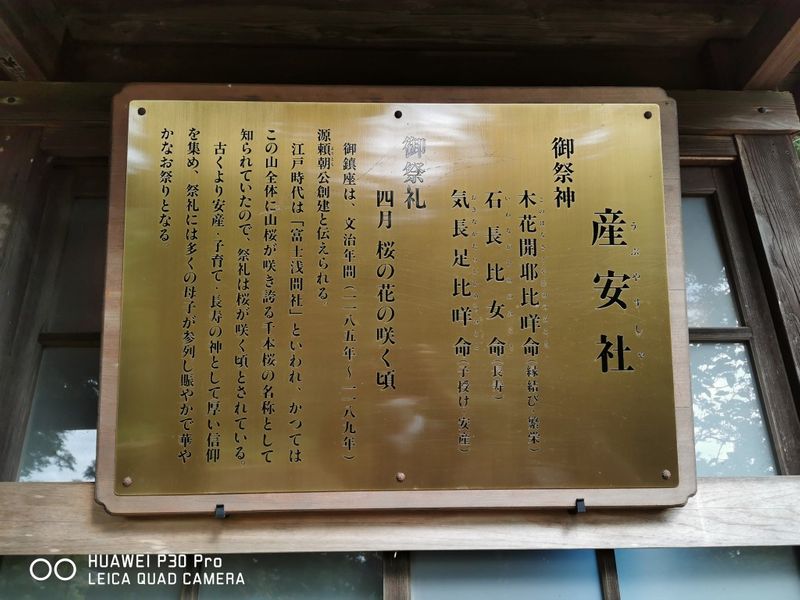 産安社
うぶやすしゃ
御祭神
木花開耶比咩命(縁結び・繁栄)
石長比女命(長寿)
気長足比咩命(子授け・安産)
御祭礼
四月 桜の花の咲く頃
御鎮座は、文治年間(一一八五年～一一八九年)
源頼朝公創建と伝えられる。
江戸時代は「富士浅間社」といわれ、かつては
この山全体に山桜が咲き誇る千本桜の名称として
知られていたので、祭礼は桜が咲く頃とされている。
古くより安産・子育て・長寿の神として厚い信仰
を集め、祭礼には多くの母子が参列し賑やかで華や
かなお祭りとなる
HUAWEI P30 Pro
LEICA QUAD CAMERA